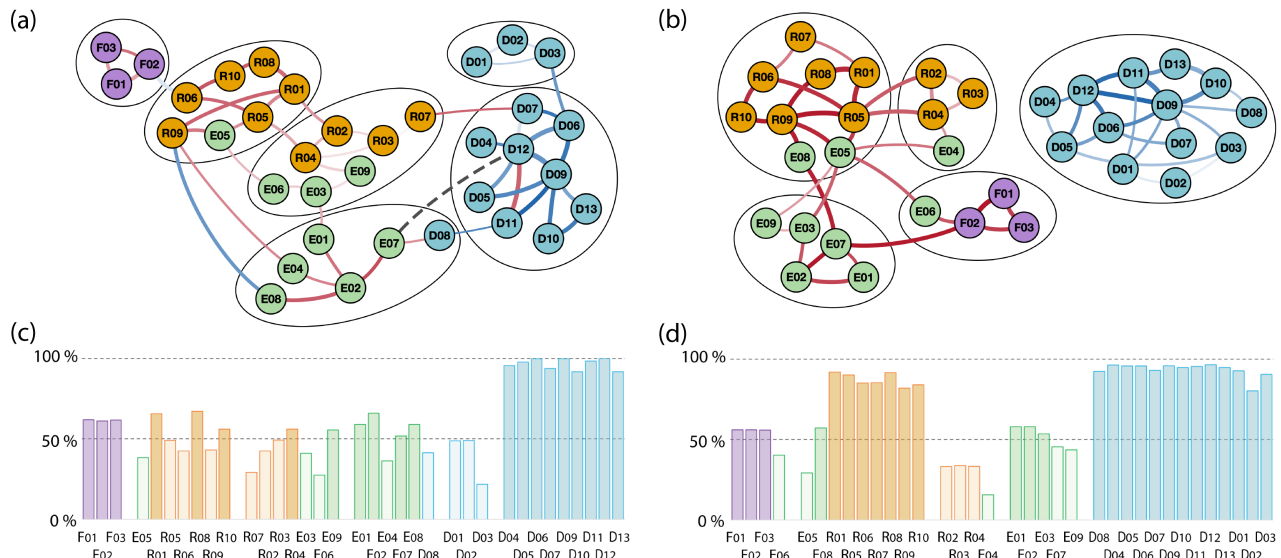 (a)
F03
F02
F01
R08
R10
R06
R01
R05
R09
E05
R02
R03
R04
E09
E06
E03
R07
E01
E07
D08
E04
E02
E08
D02
D01
D03
D07
D06
D04
D12
D09
D05
D13
D11
D10
(b)
R07
R06
R08
R01
R10
R09
R05
E08
E05
R02
R03
R04
E04
E09
E03
E07
E02
E01
E06
F01
F02
F03
D11
D13
D12
D10
D04
D09
D08
D06
D05
D07
D03
D01
D02
(c)
100 %
50 %
0 %
F01 F03 E05 R05 R08 R10 R07 R03 E03 E09 E01 E04 E08 D01 D03 D04 D06 D09 D11 D13
R01 R06 R09 R02 R04 E06 E02 E07 D08 D02 D05 D07 D10 D12
(d)
100 %
50 %
0 %
F01 F03 E05 R01 R06 R08 R10 R02 R04 E01 E03 E09 D08 D05 D07 D10 D12 D01 D03
F02 E06 E08 R05 R07 R09 R03 E04 E02 E07 D04 D06 D09 D11 D13 D02